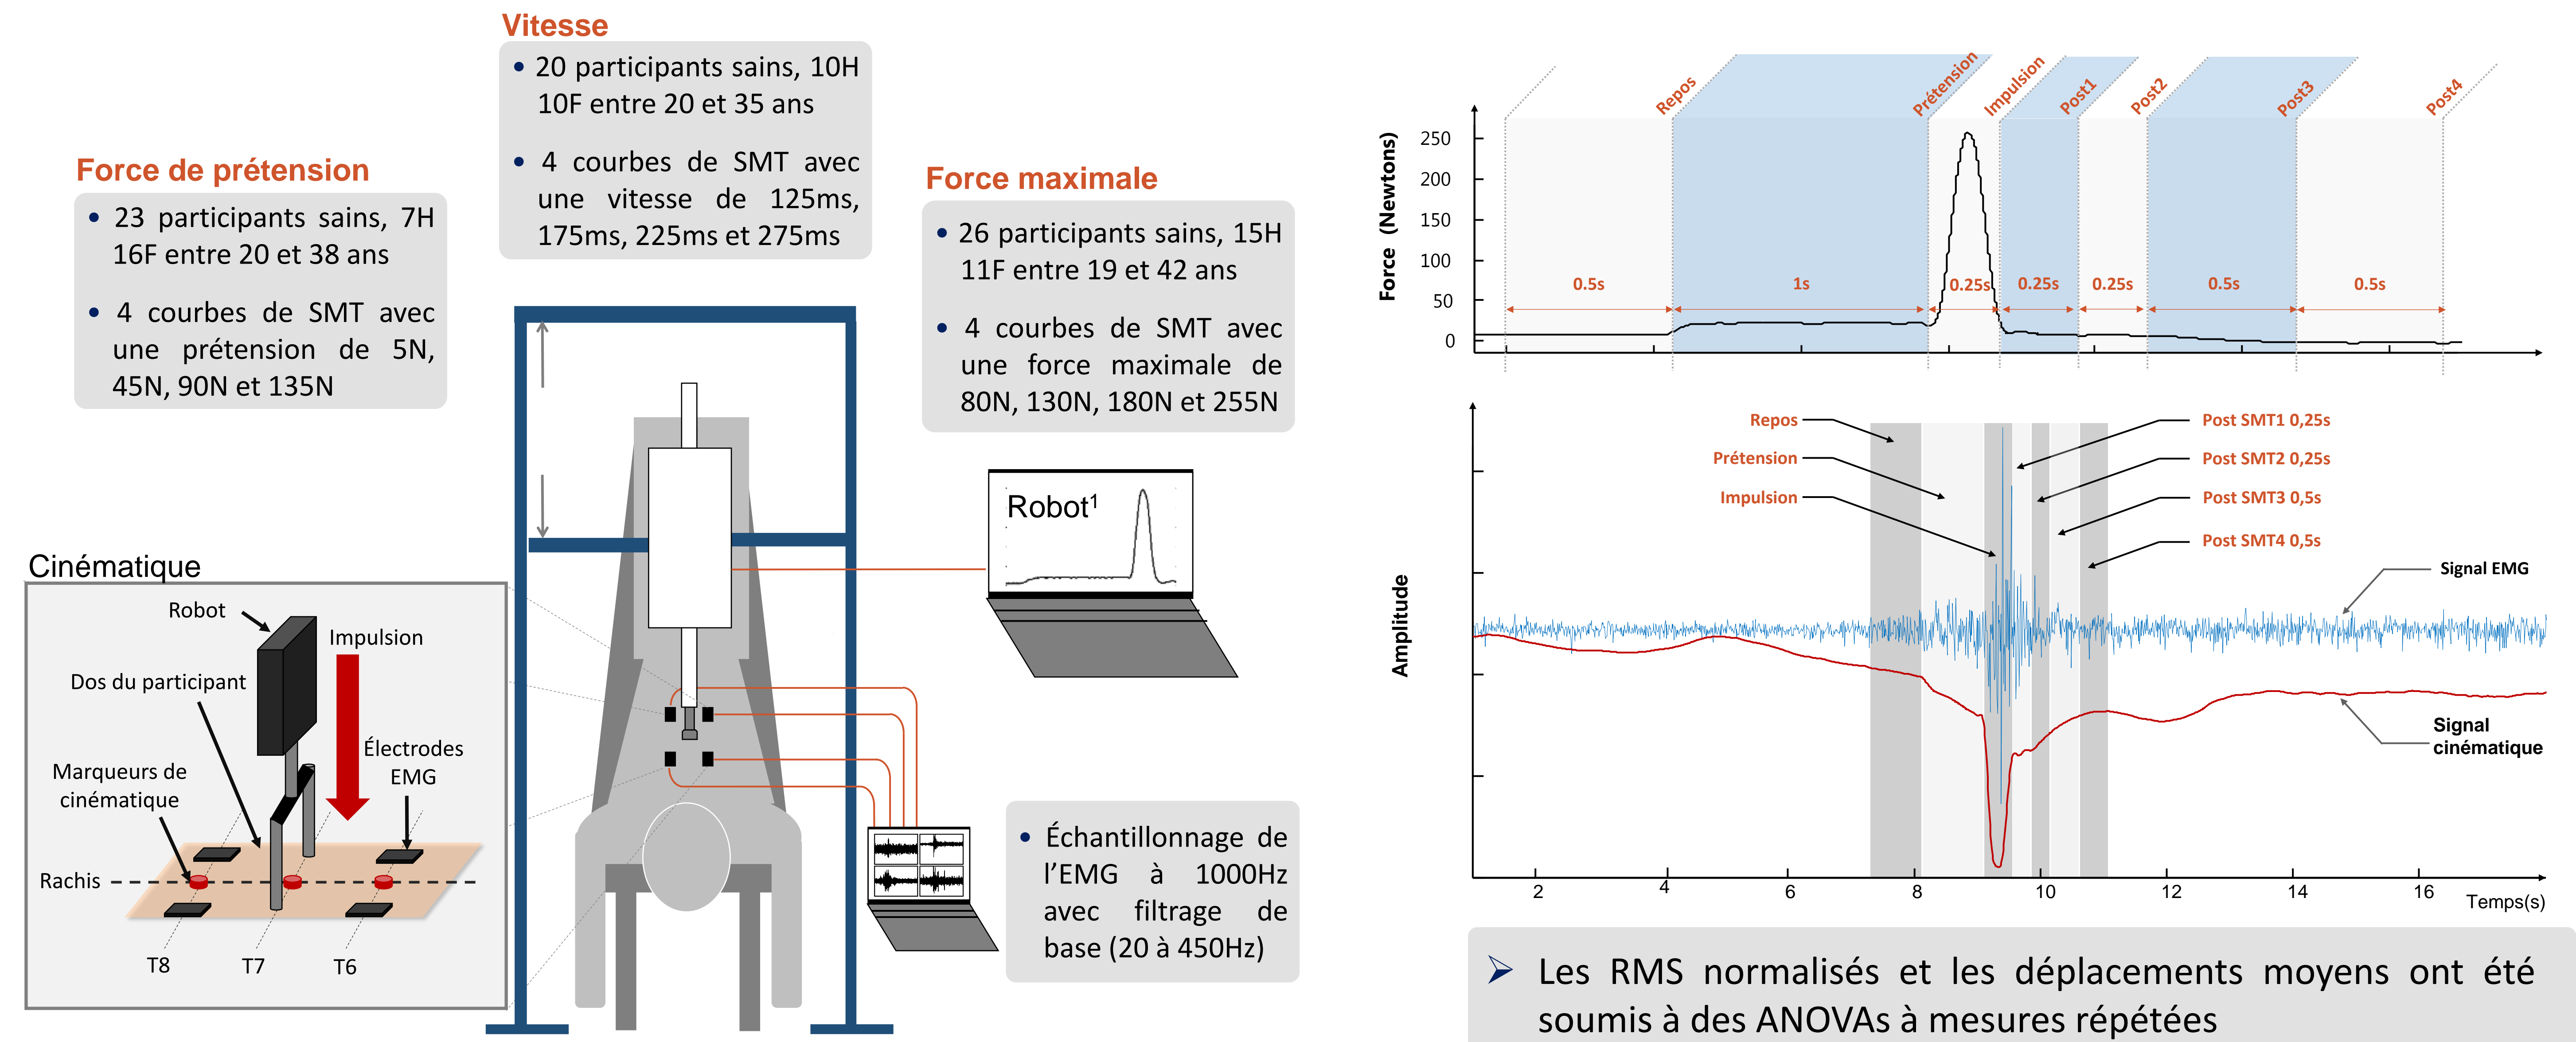 Vitesse
• 20 participants sains, 10H
10F entre 20 et 35 ans
• 4 courbes de SMT avec
une vitesse de 125ms,
175ms, 225ms et 275ms
Force de prétension
• 23 participants sains, 7H
16F entre 20 et 38 ans
• 4 courbes de SMT avec
une prétension de 5N,
45N, 90N et 135N
Force maximale
• 26 participants sains, 15H
11F entre 19 et 42 ans
• 4 courbes de SMT avec
une force maximale de
80N, 130N, 180N et 255N
Robot¹
Cinématique
Robot
Impulsion
Dos du participant
Électrodes
EMG
Marqueurs de
cinématique
Rachis
T8
T7
T6
• Échantillonnage de
l’EMG à 1000Hz
avec filtrage de
base (20 à 450Hz)
Repos
Prétension
Impulsion
Post1
Post2
Post3
Post4
Force (Newtons)
250
200
150
100
50
0
0.5s
1s
0.25s
0.25s
0.25s
0.5s
0.5s
Repos
Prétension
Impulsion
Post SMT1 0,25s
Post SMT2 0,25s
Post SMT3 0,5s
Post SMT4 0,5s
Signal EMG
Signal
cinématique
Amplitude
2
4
6
8
10
12
14
16
Temps(s)
➢ Les RMS normalisés et les déplacements moyens ont été
soumis à des ANOVAs à mesures répétées